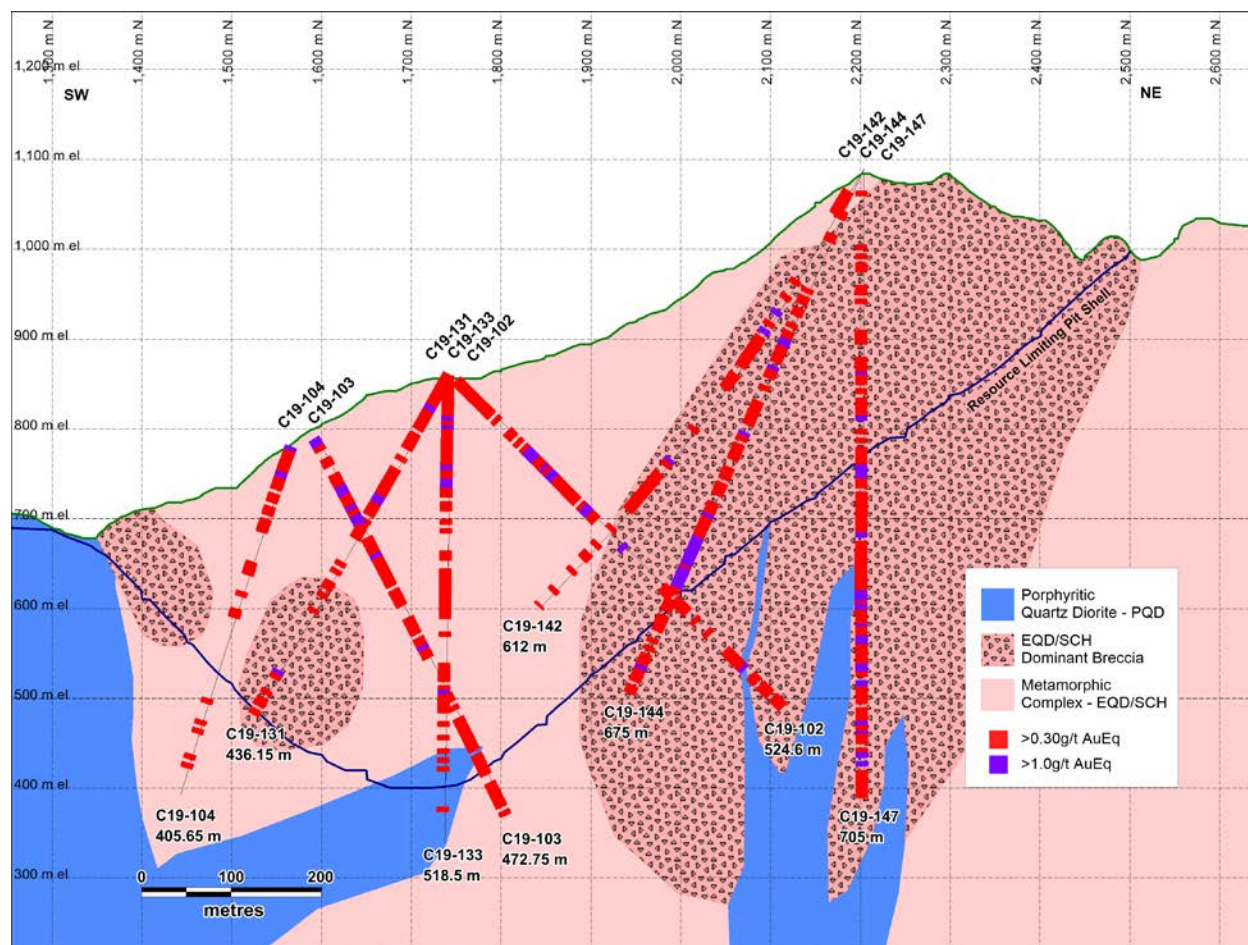 1,300 m.N
1,400 m.N
1,500 m.N
1,600 m.N
1,700 m.N
1,800 m.N
1,900 m.N
2,000 m.N
2,100 m.N
2,200 m.N
2,300 m.N
2,400 m.N
2,500 m.N
2,600 m.N
1,200 m el
SW
NE
1,100 m el
C19-142
C19-144
C19-147
1,000 m el
900 m el
C19-131
C19-133
C19-102
Resource Limiting Pit Shell
C19-104
C19-103
800 m el
700 m el
600 m el
C19-142
612 m
500 m el
C19-131
436.15 m
C19-144
675 m
C19-102
524.6 m
400 m el
C19-104
405.65 m
C19-133
518.5 m
C19-103
472.75 m
C19-147
705 m
300 m el
Porphyritic
Quartz Diorite - PQD
EQD/SCH
Dominant Breccia
Metamorphic
Complex - EQD/SCH
>0.30g/t AuEq
>1.0g/t AuEq
0 100 200
metres